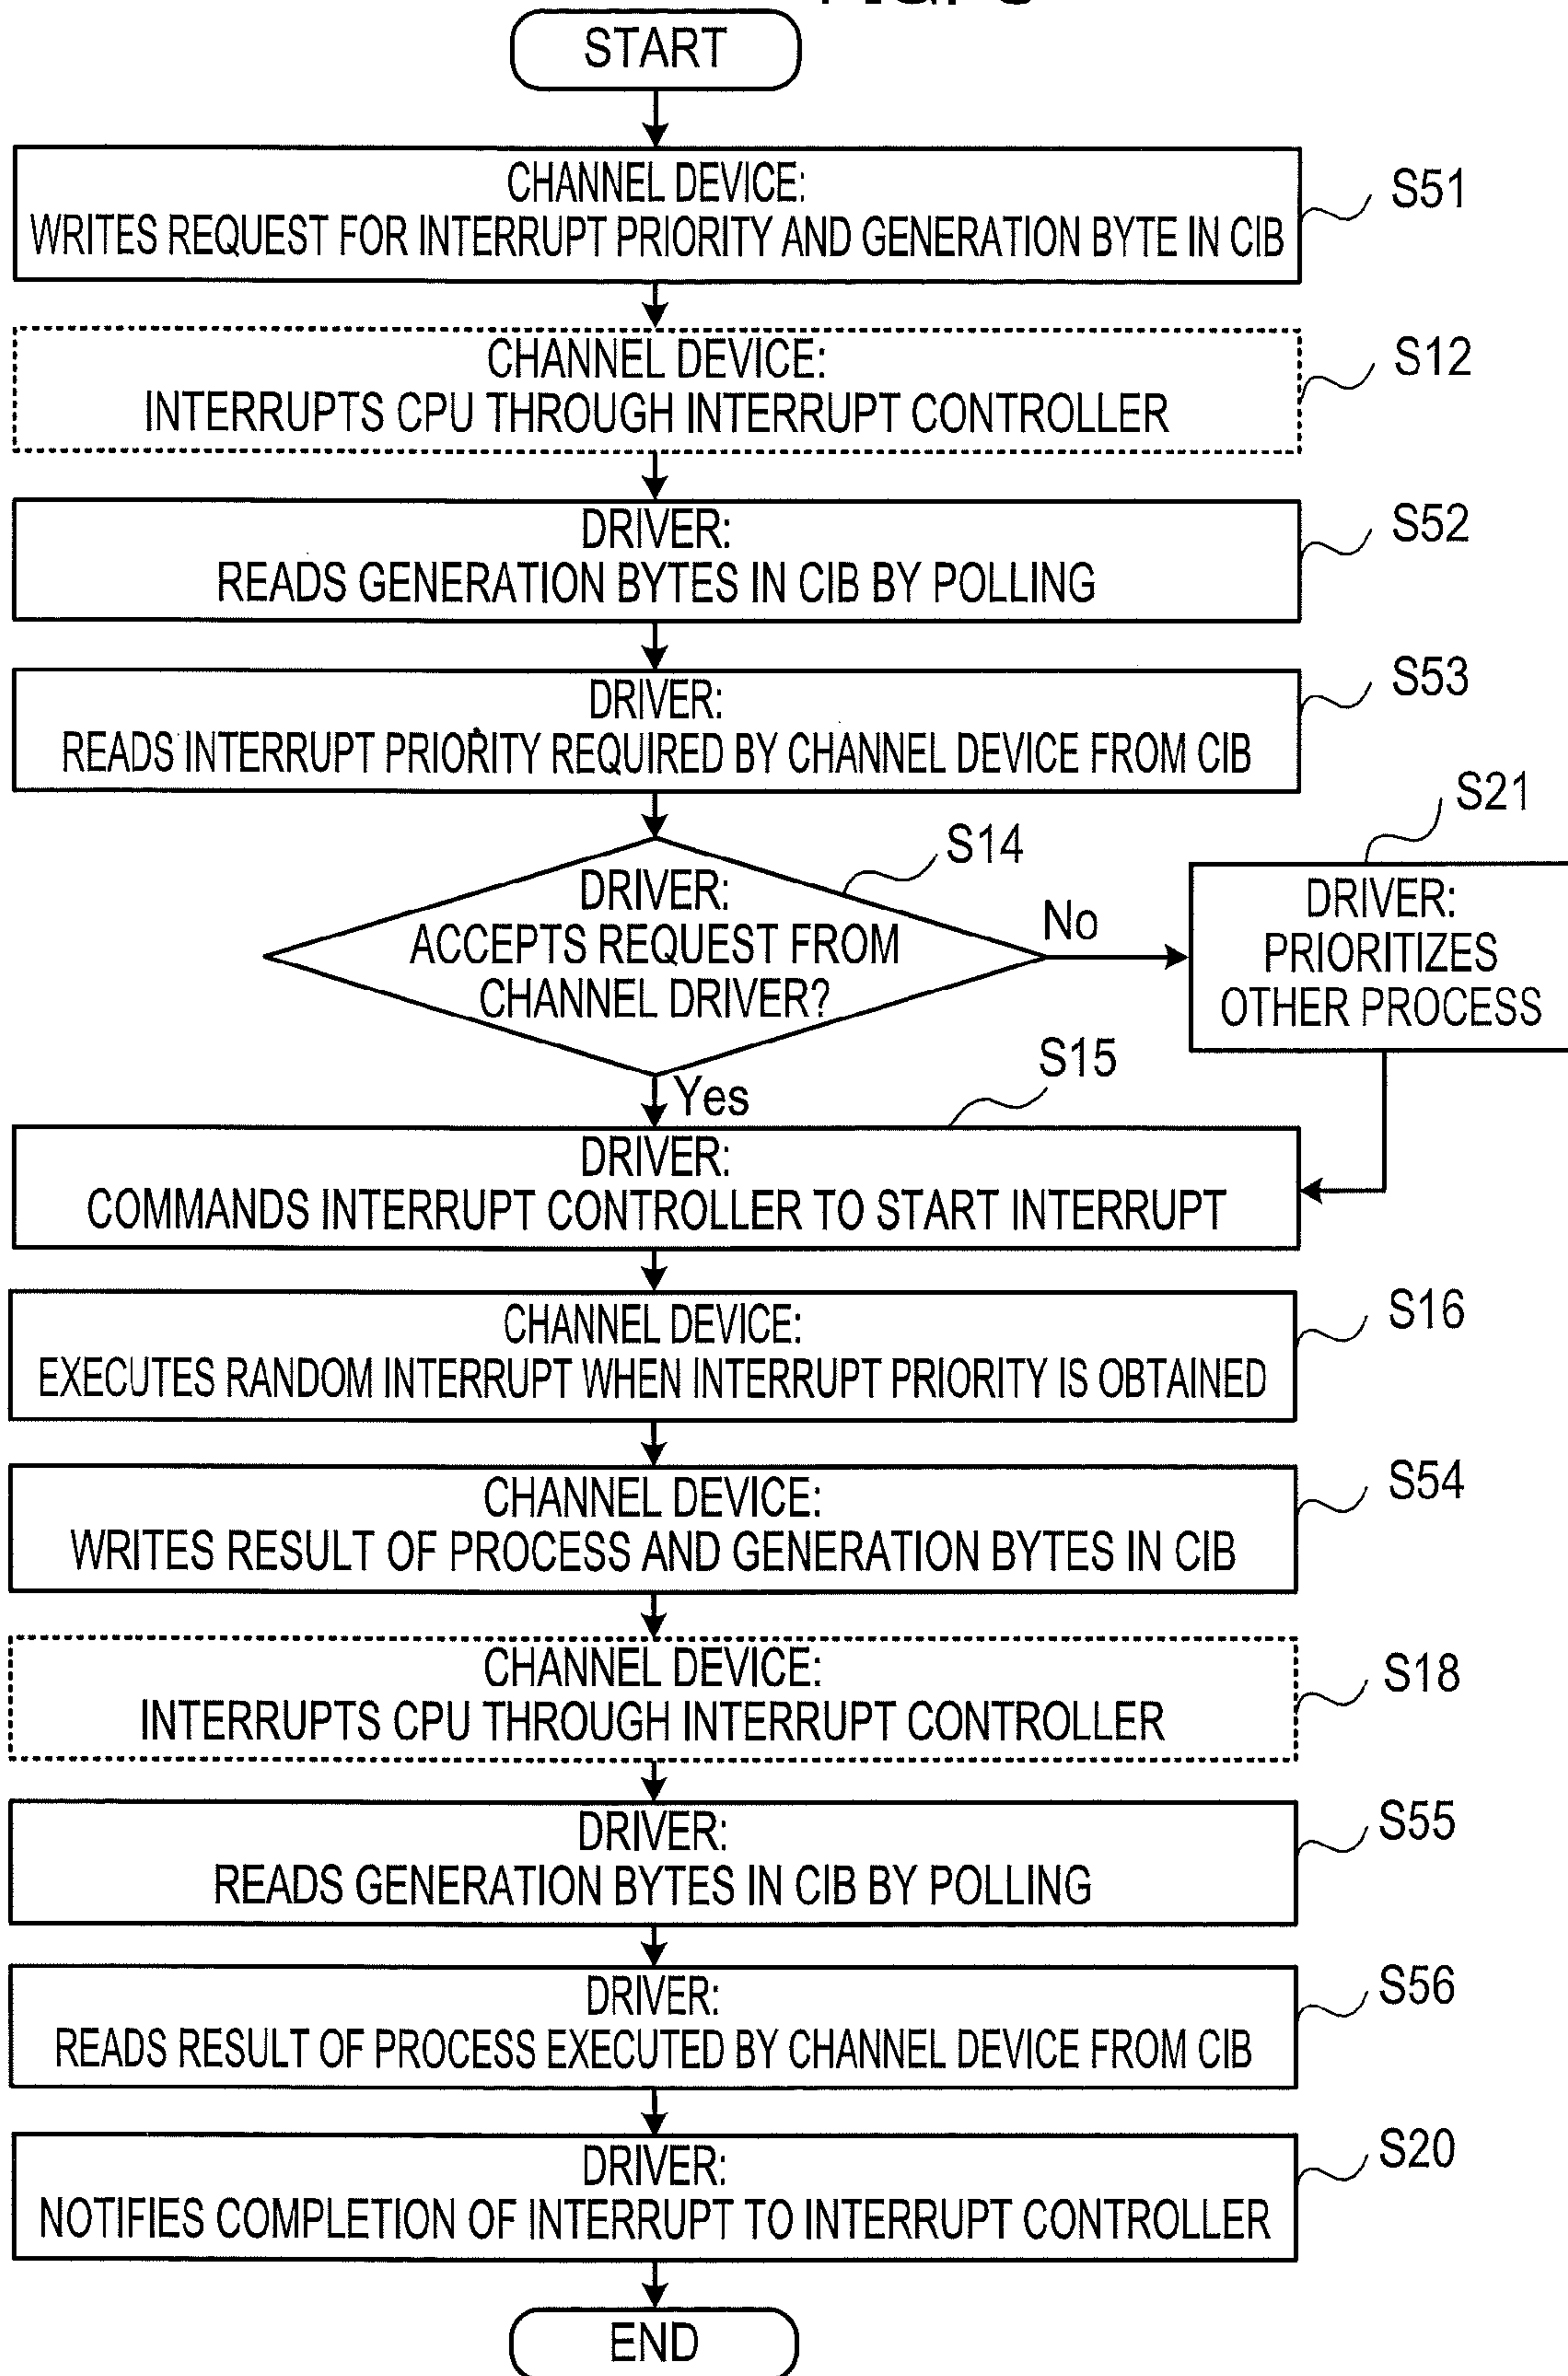 START
CHANNEL DEVICE:
WRITES REQUEST FOR INTERRUPT PRIORITY AND GENERATION BYTE IN CIB
S51
CHANNEL DEVICE:
INTERRUPTS CPU THROUGH INTERRUPT CONTROLLER
S12
DRIVER:
READS GENERATION BYTES IN CIB BY POLLING
S52
DRIVER:
READS INTERRUPT PRIORITY REQUIRED BY CHANNEL DEVICE FROM CIB
S53
DRIVER:
ACCEPTS REQUEST FROM
CHANNEL DRIVER?
S14
No
S21
DRIVER:
PRIORITIZES
OTHER PROCESS
Yes
S15
DRIVER:
COMMANDS INTERRUPT CONTROLLER TO START INTERRUPT
CHANNEL DEVICE:
EXECUTES RANDOM INTERRUPT WHEN INTERRUPT PRIORITY IS OBTAINED
S16
CHANNEL DEVICE:
WRITES RESULT OF PROCESS AND GENERATION BYTES IN CIB
S54
CHANNEL DEVICE:
INTERRUPTS CPU THROUGH INTERRUPT CONTROLLER
S18
DRIVER:
READS GENERATION BYTES IN CIB BY POLLING
S55
DRIVER:
READS RESULT OF PROCESS EXECUTED BY CHANNEL DEVICE FROM CIB
S56
DRIVER:
NOTIFIES COMPLETION OF INTERRUPT TO INTERRUPT CONTROLLER
S20
END